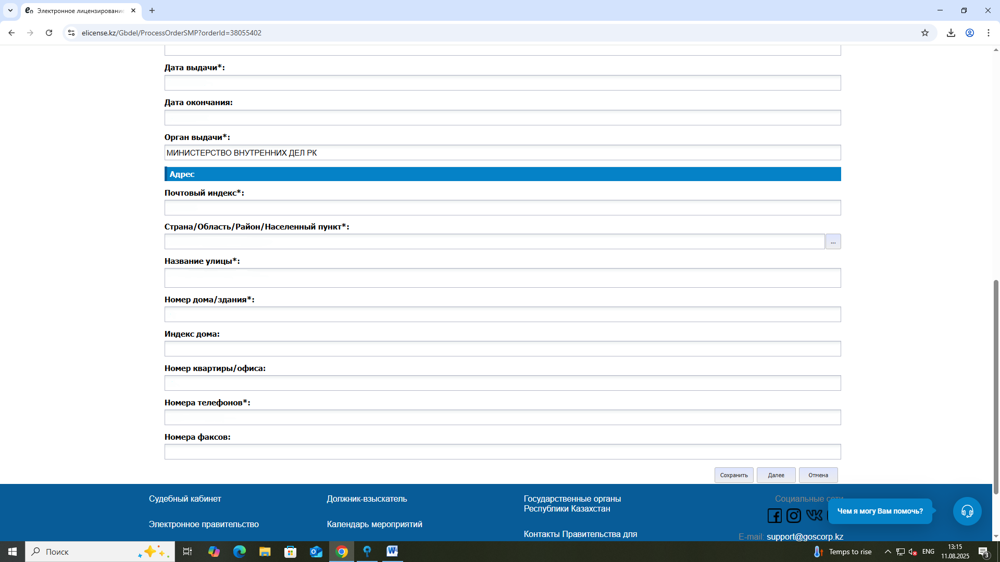 Электронное лицензирование
elicense.kz/Gbdel/ProcessOrderSMP?orderId=38055402
Дата выдачи*:
Дата окончания:
Орган выдачи*:
МИНИСТЕРСТВО ВНУТРЕННИХ ДЕЛ РК
Адрес
Почтовый индекс*:
Страна/Область/Район/Населенный пункт*:
...
Название улицы*:
Номер дома/здания*:
Индекс дома:
Номер квартиры/офиса:
Номера телефонов*:
Номера факсов:
Сохранить Далее Отмена
Судебный кабинет
Должник-взыскатель
Государственные органы
Республики Казахстан
Социальные сети
Чем я могу Вам помочь?
Электронное правительство
Календарь мероприятий
Контакты Правительства для
E-mail: support@goscorp.kz
Поиск
Temps to rise
ENG
13:15
11.08.2025
3